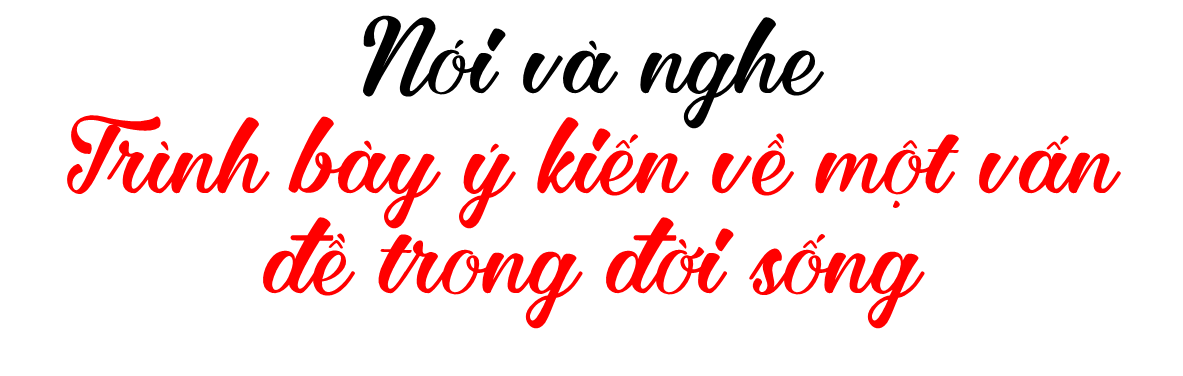 Nói và nghe
Trình bày ý kiến về một vấn
đề trong đời sống